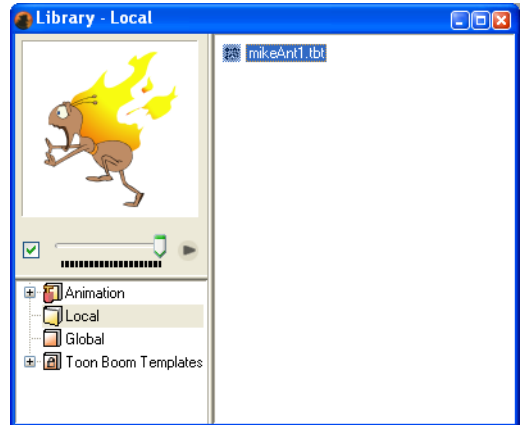 Library - Local
mikeAnt1.tbt
Animation
Local
Global
Toon Boom Templates